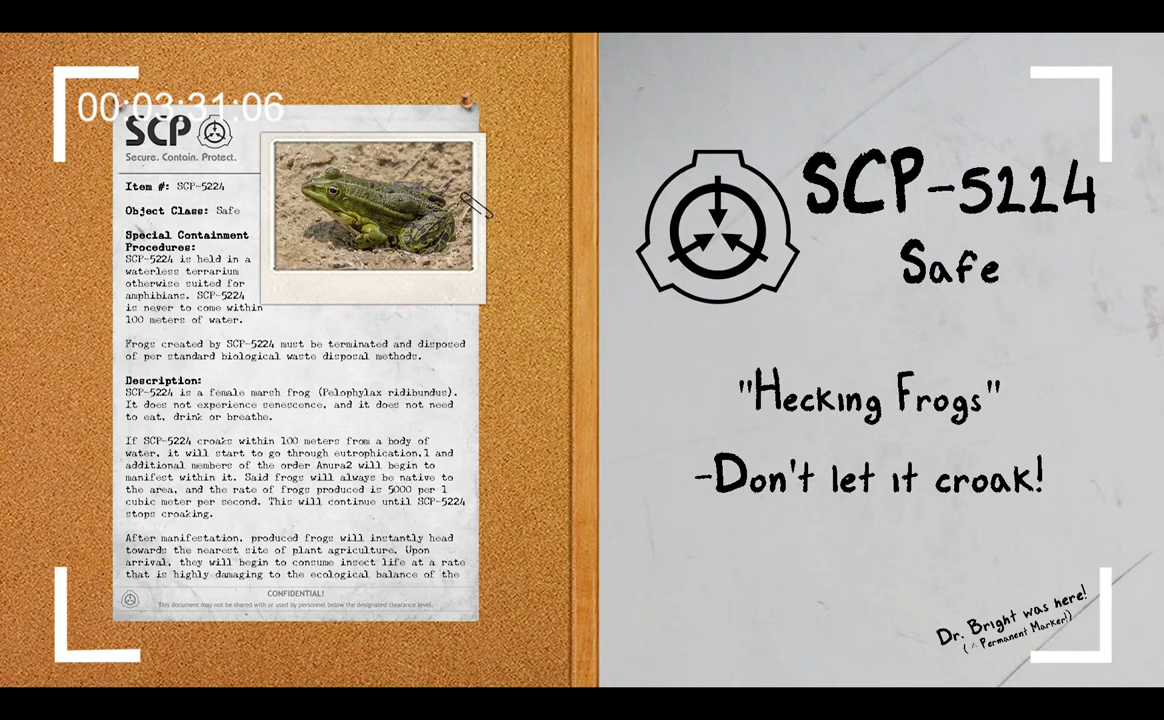 00:03:31:06
SCP
Secure. Contain. Protect.
Item #: SCP-5224
Object Class: Safe
Special Containment
Procedures:
SCP-5224 is held in a
waterless terrarium
otherwise suited for
amphibians. SCP-5224
is never to come within
100 meters of water.
Frogs created by SCP-5224 must be terminated and disposed
of per standard biological waste disposal methods.
Description:
SCP-5224 is a female marsh frog (Pelophylax ridibundus).
It does not experience senescence, and it does not need
to eat, drink or breathe.
If SCP-5224 croaks within 100 meters from a body of
water, it will start to go through eutrophication,1 and
additional members of the order Anura2 will begin to
manifest within it. Said frogs will always be native to
the area, and the rate of frogs produced is 5000 per 1
cubic meter per second. This will continue until SCP-5224
stops croaking.
After manifestation, produced frogs will instantly head
towards the nearest site of plant agriculture. Upon
arrival, they will begin to consume insect life at a rate
that is highly damaging to the ecological balance of the
CONFIDENTIAL!
This document may not be shared with or used by personnel below the designated clearance level.
SCP-5224
Safe
"Hecking Frogs"
-Don't let it croak!
Dr. Bright was here!
(^ Permanent Marker!)